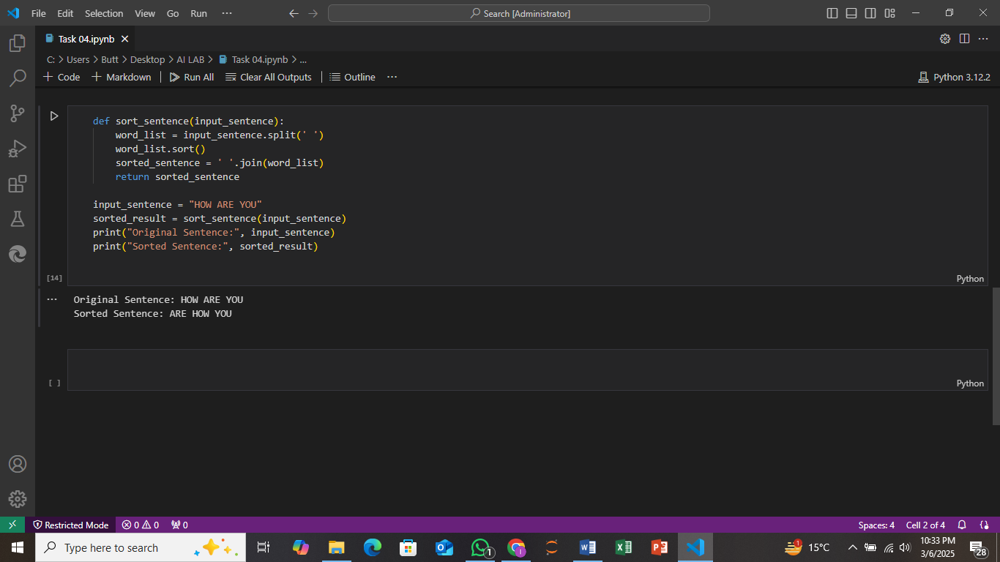 File Edit Selection View Go Run ···
Search [Administrator]
Task 04.ipynb
C: > Users > Butt > Desktop > AI LAB > Task 04.ipynb > ...
+ Code + Markdown | Run All Clear All Outputs | Outline ··· Python 3.12.2
def sort_sentence(input_sentence):
    word_list = input_sentence.split(' ')
    word_list.sort()
    sorted_sentence = ' '.join(word_list)
    return sorted_sentence
input_sentence = "HOW ARE YOU"
sorted_result = sort_sentence(input_sentence)
print("Original Sentence:", input_sentence)
print("Sorted Sentence:", sorted_result)
[14] Python
··· Original Sentence: HOW ARE YOU
Sorted Sentence: ARE HOW YOU
[ ] Python
Restricted Mode 0 0 0 Spaces: 4 Cell 2 of 4
Type here to search 1 1 15°C 10:33 PM
3/6/2025 28